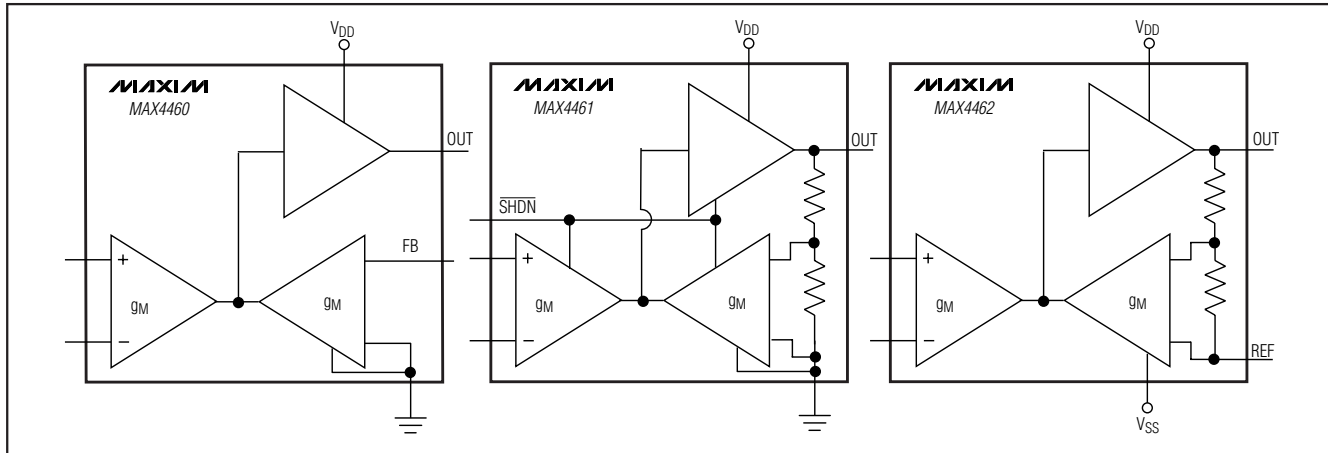 VDD
MAXIM
MAX4460
OUT
FB
+
−
gM
gM
VDD
MAXIM
MAX4461
OUT
SHDN
+
−
gM
gM
VDD
MAXIM
MAX4462
OUT
+
−
gM
gM
REF
VSS